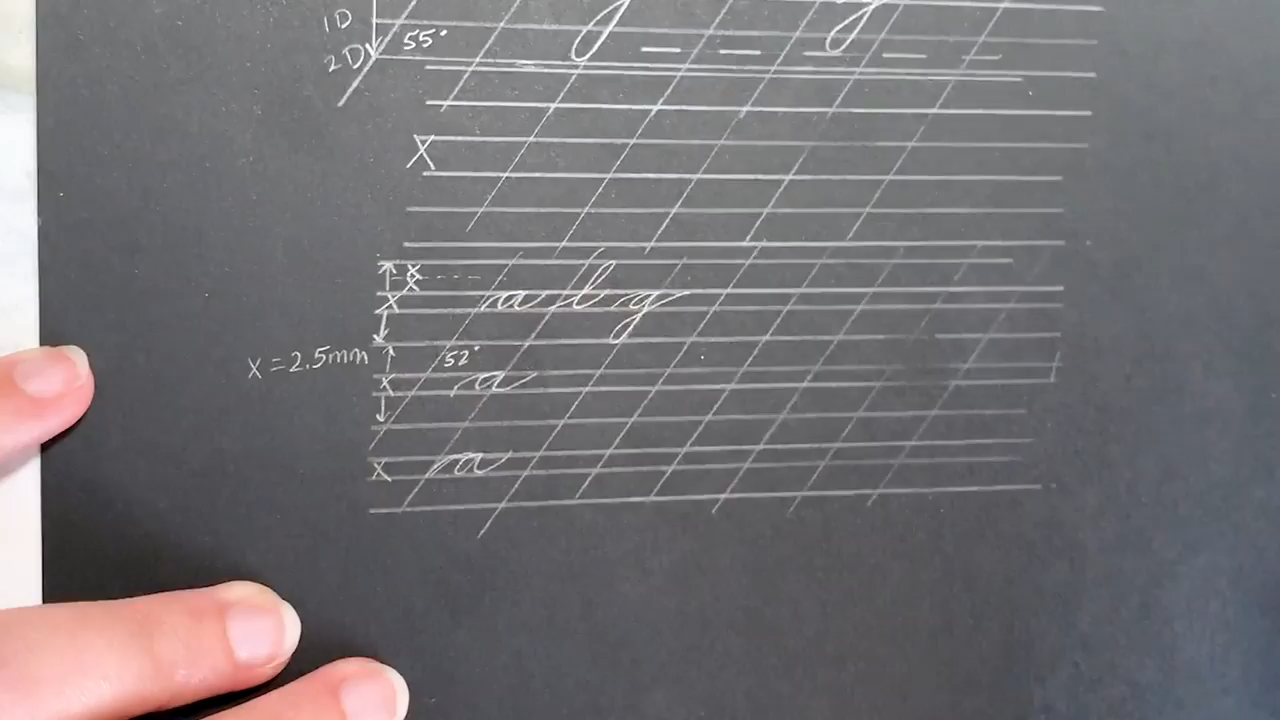 1D
55°
2D
X
x
x a l g
x = 2.5mm
52°
x a
x a